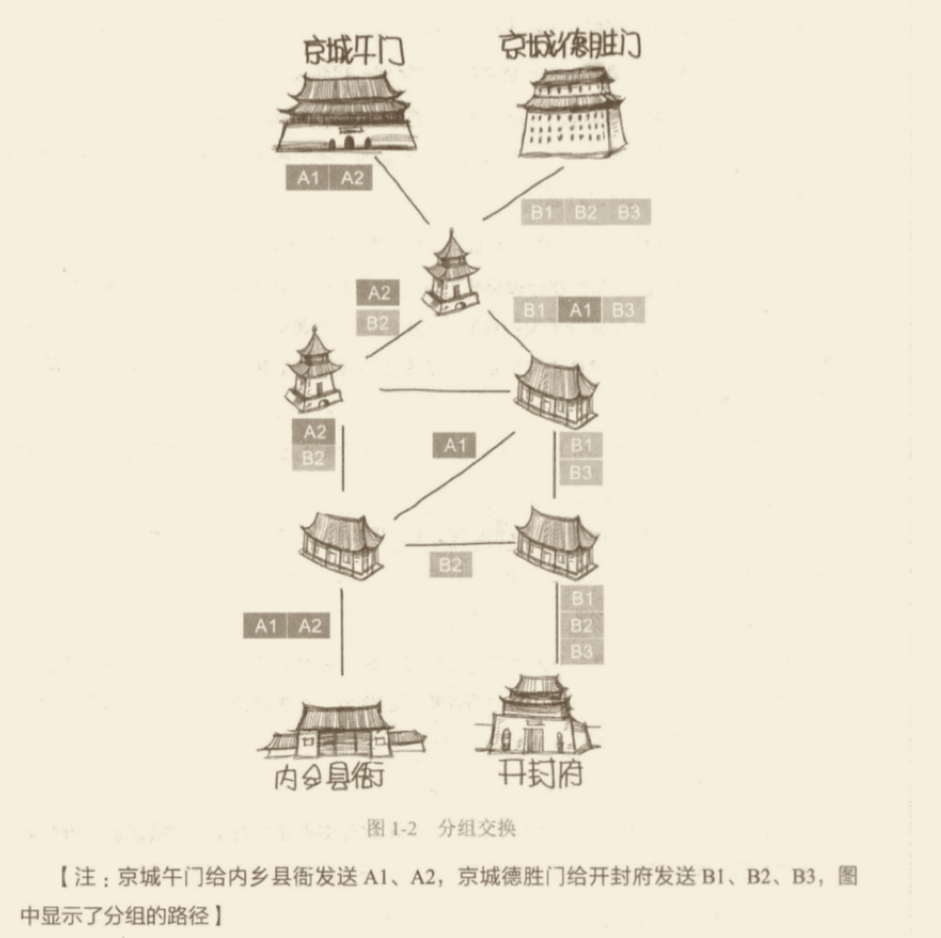 京城午门 京城德胜门
A1 A2
B1 B2 B3
A2
B2
B1 A1 B3
A2
B2
A1
B1
B3
B2
A1 A2
B1
B2
B3
内乡县衙 开封府
图 1-2 分组交换
【注：京城午门给内乡县衙发送 A1、A2，京城德胜门给开封府发送 B1、B2、B3，图
中显示了分组的路径】